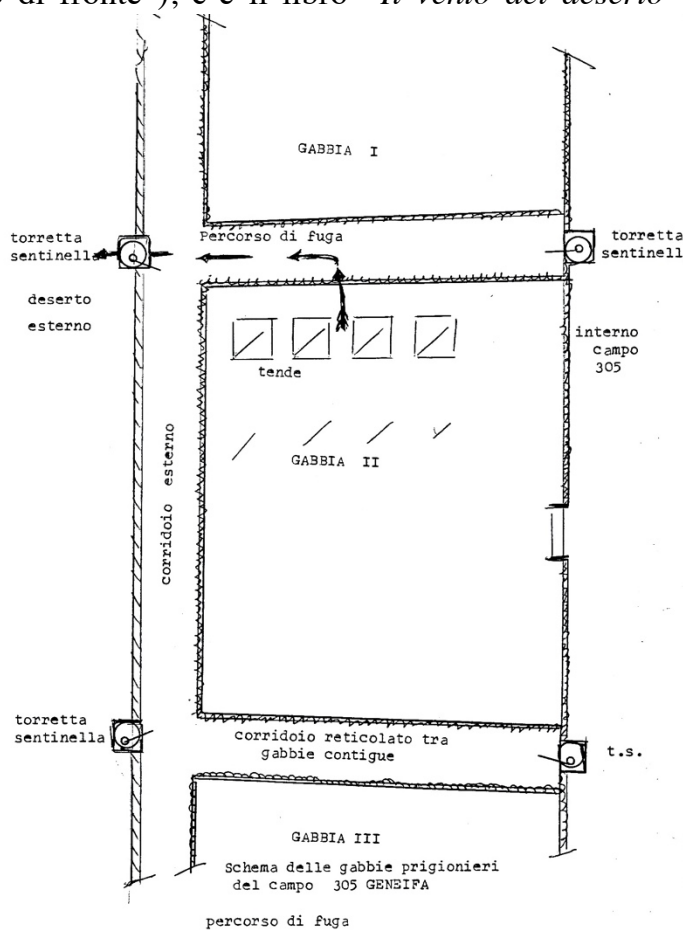 di fronte"), c'è il libro "Il vento del deserto
GABBIA I
torretta
sentinella
Percorso di fuga
torretta
sentinell
deserto
esterno
interno
campo
305
tende
corridoio esterno
GABBIA II
torretta
sentinella
corridoio reticolato tra
gabbie contigue
t.s.
GABBIA III
Schema delle gabbie prigionieri
del campo 305 GENEIFA
percorso di fuga